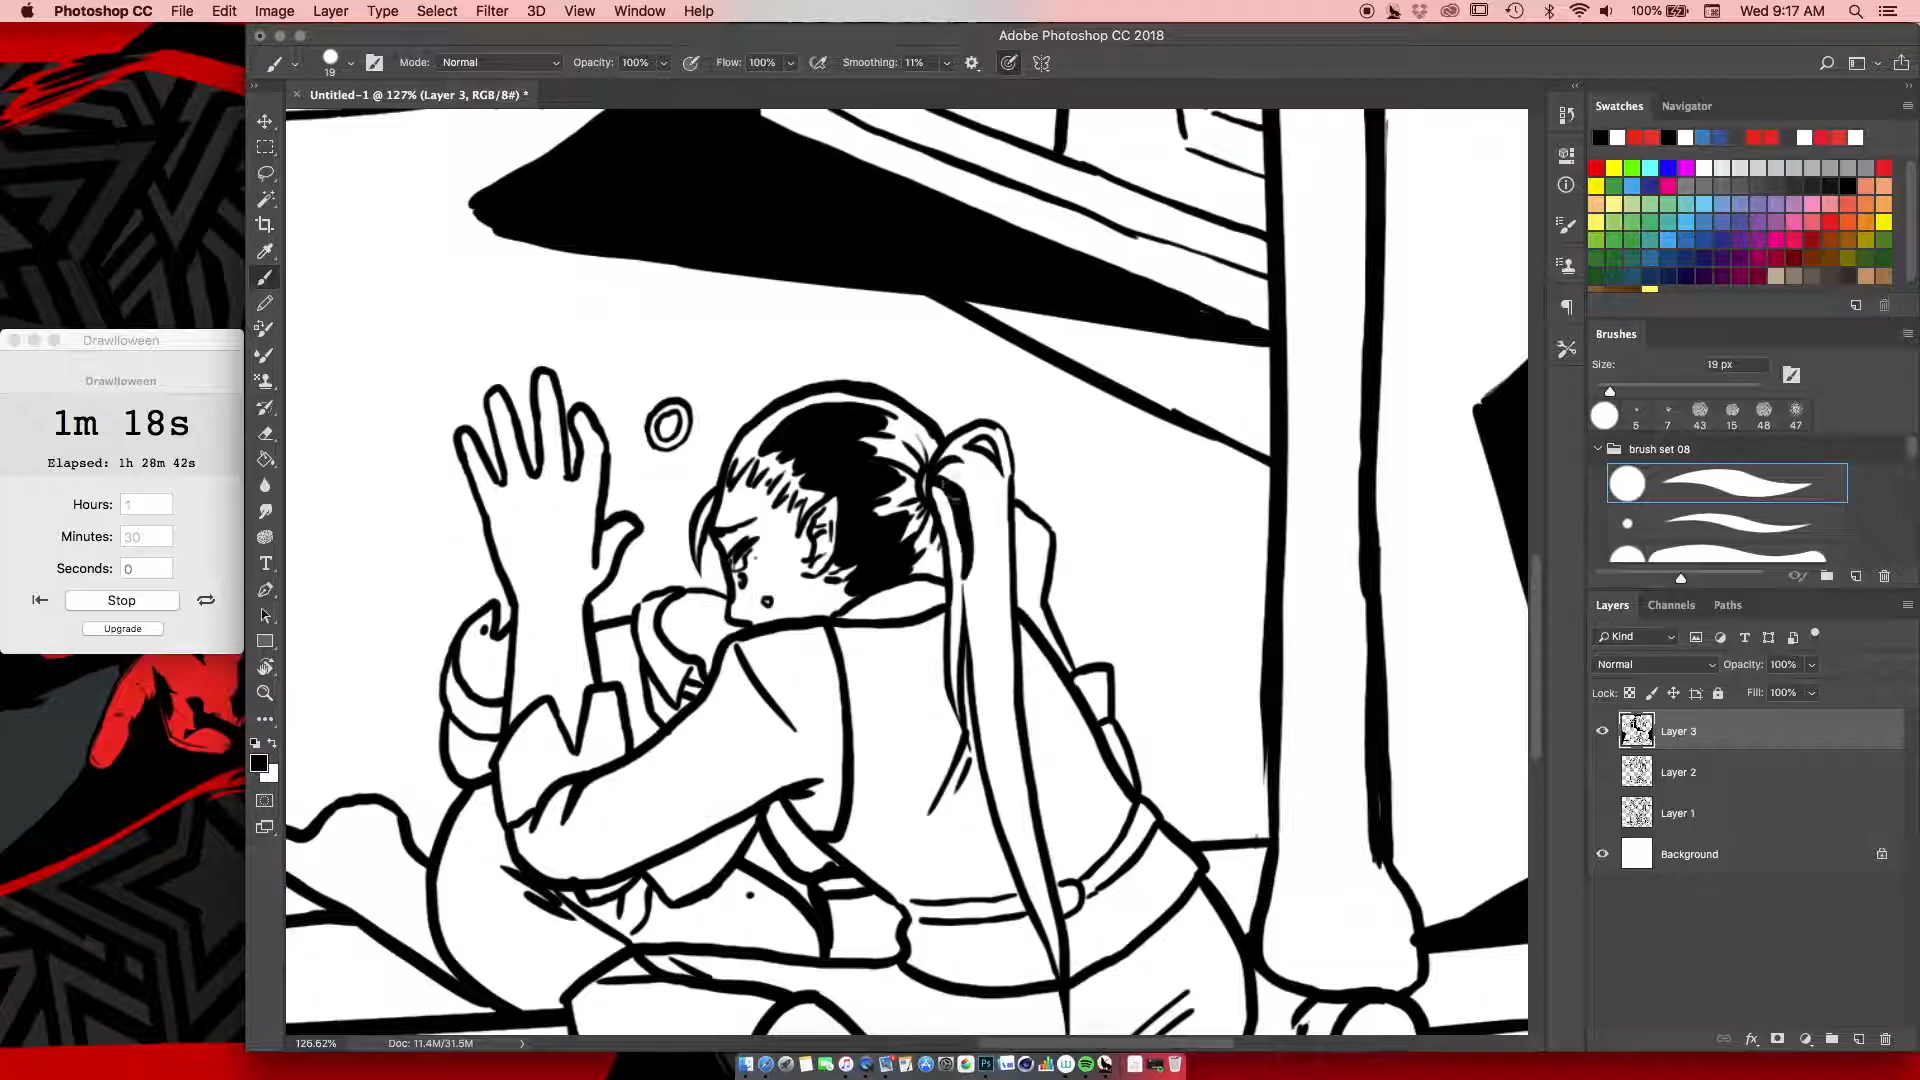 Photoshop CC File Edit Image Layer Type Select Filter 3D View Window Help
100% Wed 9:17 AM
Adobe Photoshop CC 2018
19 Mode: Normal Opacity: 100% Flow: 100% Smoothing: 11%
Untitled-1 @ 127% (Layer 3, RGB/8#) *
Swatches Navigator
Drawlloween
Drawlloween
1m 18s
Elapsed: 1h 28m 42s
Hours: 1
Minutes: 30
Seconds: 0
Stop
Upgrade
Brushes
Size: 19 px
5 7 43 15 48 47
brush set 08
Layers Channels Paths
Kind
Normal Opacity: 100%
Lock: Fill: 100%
Layer 3
Layer 2
Layer 1
Background
126.62% Doc: 11.4M/31.5M